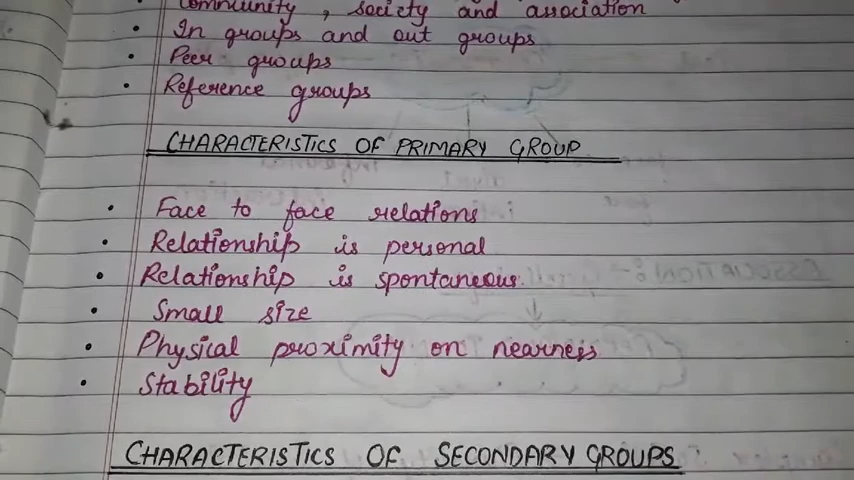 community, society and association
• In groups and out groups
• Peer groups
• Reference groups
CHARACTERISTICS OF PRIMARY GROUP
• Face to face relations
• Relationship is personal
• Relationship is spontaneous.
• Small size
• Physical proximity on nearness
• Stability
CHARACTERISTICS OF SECONDARY GROUPS